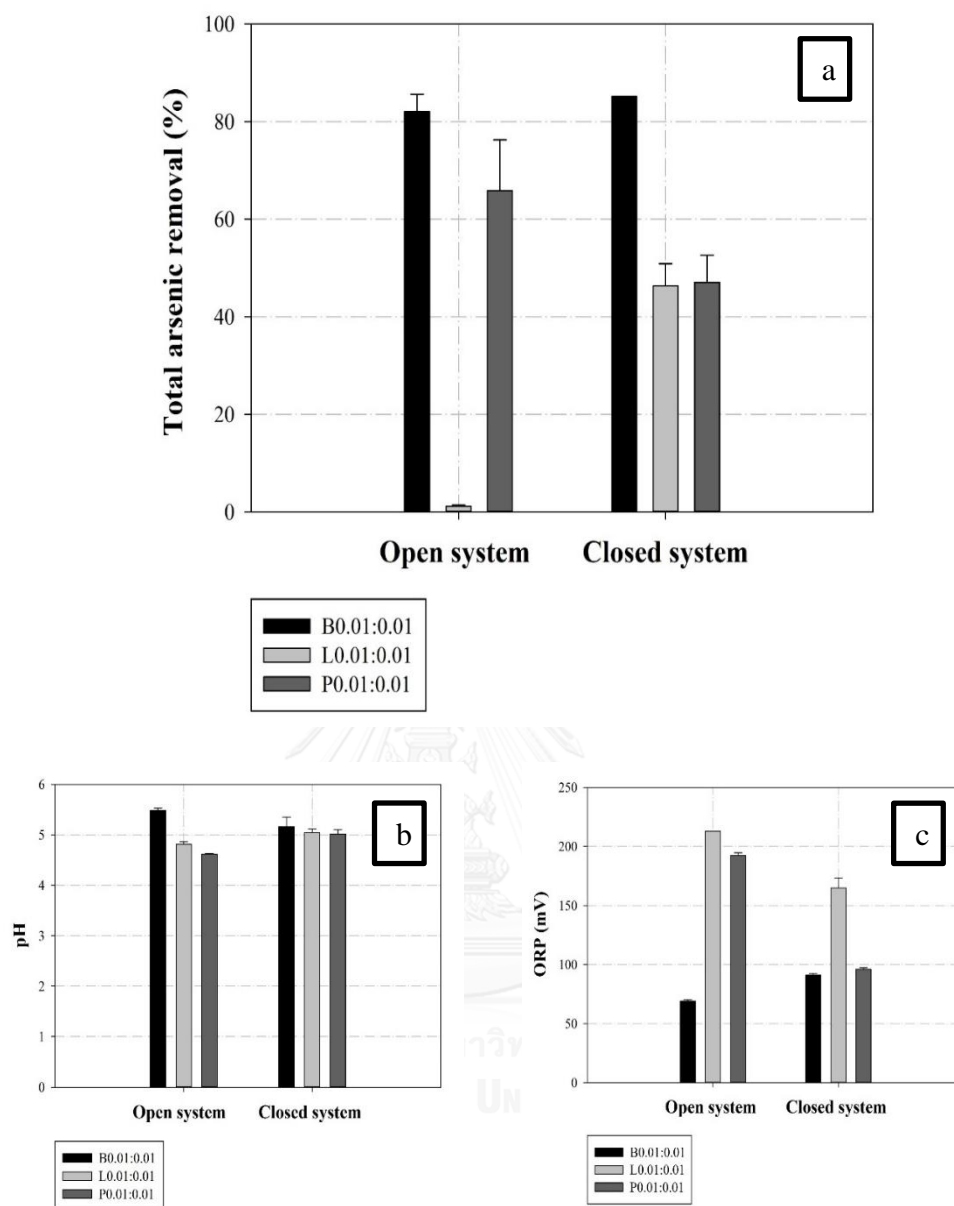 100
80
60
40
20
0
Total arsenic removal (%)
a
Open system
Closed system
B0.01:0.01
L0.01:0.01
P0.01:0.01
6
5
4
3
2
1
0
pH
b
Open system
Closed system
B0.01:0.01
L0.01:0.01
P0.01:0.01
250
200
150
100
50
0
ORP (mV)
c
Open system
Closed system
B0.01:0.01
L0.01:0.01
P0.01:0.01